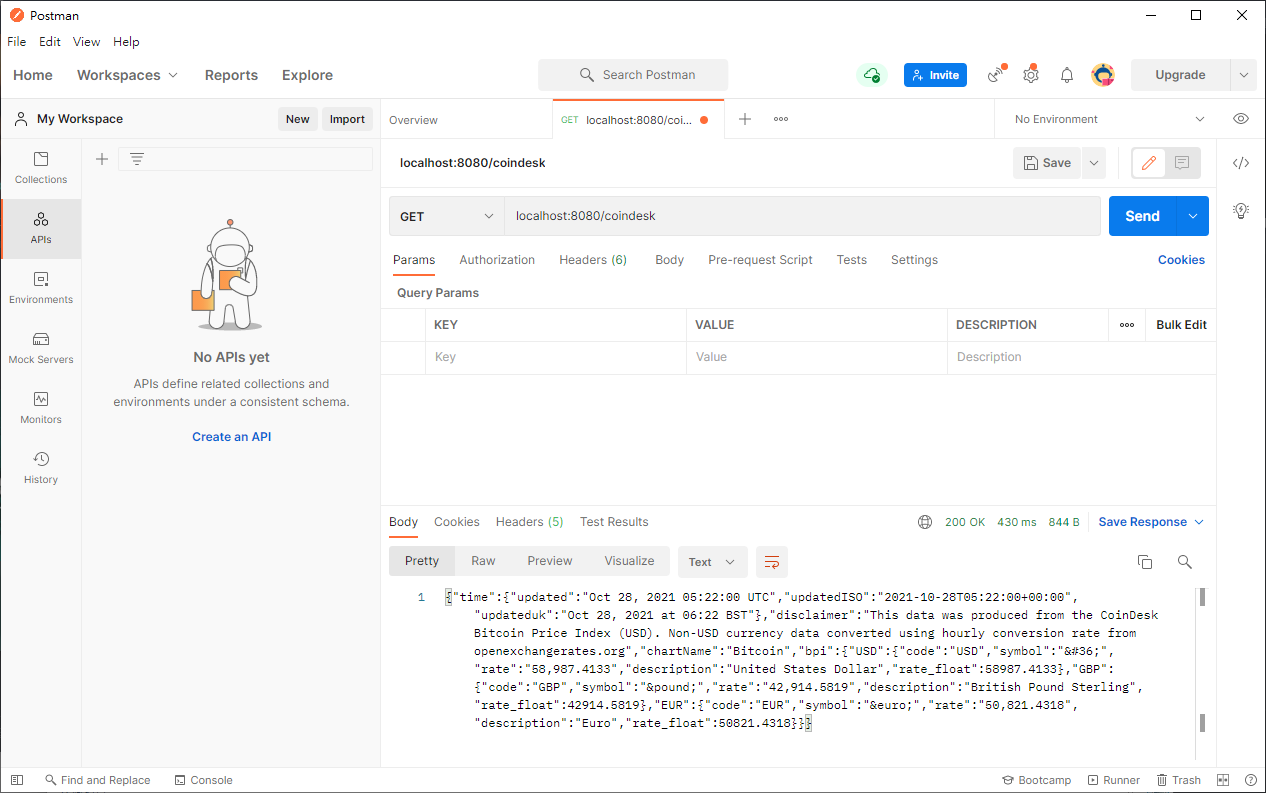 Postman
File Edit View Help
Home Workspaces Reports Explore Search Postman Invite Upgrade
My Workspace New Import Overview GET localhost:8080/coi... No Environment
Collections
APIs
Environments
Mock Servers
Monitors
History
No APIs yet
APIs define related collections and
environments under a consistent schema.
Create an API
localhost:8080/coindesk Save
GET localhost:8080/coindesk Send
Params Authorization Headers (6) Body Pre-request Script Tests Settings Cookies
Query Params
KEY VALUE DESCRIPTION Bulk Edit
Key Value Description
Body Cookies Headers (5) Test Results 200 OK 430 ms 844 B Save Response
Pretty Raw Preview Visualize Text
1 {"time":{"updated":"Oct 28, 2021 05:22:00 UTC","updatedISO":"2021-10-28T05:22:00+00:00",
"updateduk":"Oct 28, 2021 at 06:22 BST"},"disclaimer":"This data was produced from the CoinDesk
Bitcoin Price Index (USD). Non-USD currency data converted using hourly conversion rate from
openexchangerates.org","chartName":"Bitcoin","bpi":{"USD":{"code":"USD","symbol":"&#36;",
"rate":"58,987.4133","description":"United States Dollar","rate_float":58987.4133},"GBP":
{"code":"GBP","symbol":"&pound;","rate":"42,914.5819","description":"British Pound Sterling",
"rate_float":42914.5819},"EUR":{"code":"EUR","symbol":"&euro;","rate":"50,821.4318",
"description":"Euro","rate_float":50821.4318}}}
Find and Replace Console Bootcamp Runner Trash